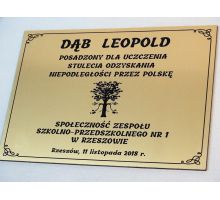 DĄB LEOPOLD
POSADZONY DLA UCZCZENIA
STULECIA ODZYSKANIA
NIEPODLEGŁOŚCI PRZEZ POLSKĘ
SPOŁECZNOŚĆ ZESPOŁU
SZKOLNO-PRZEDSZKOLNEGO NR 1
W RZESZOWIE
Rzeszów, 11 listopada 2018 r.